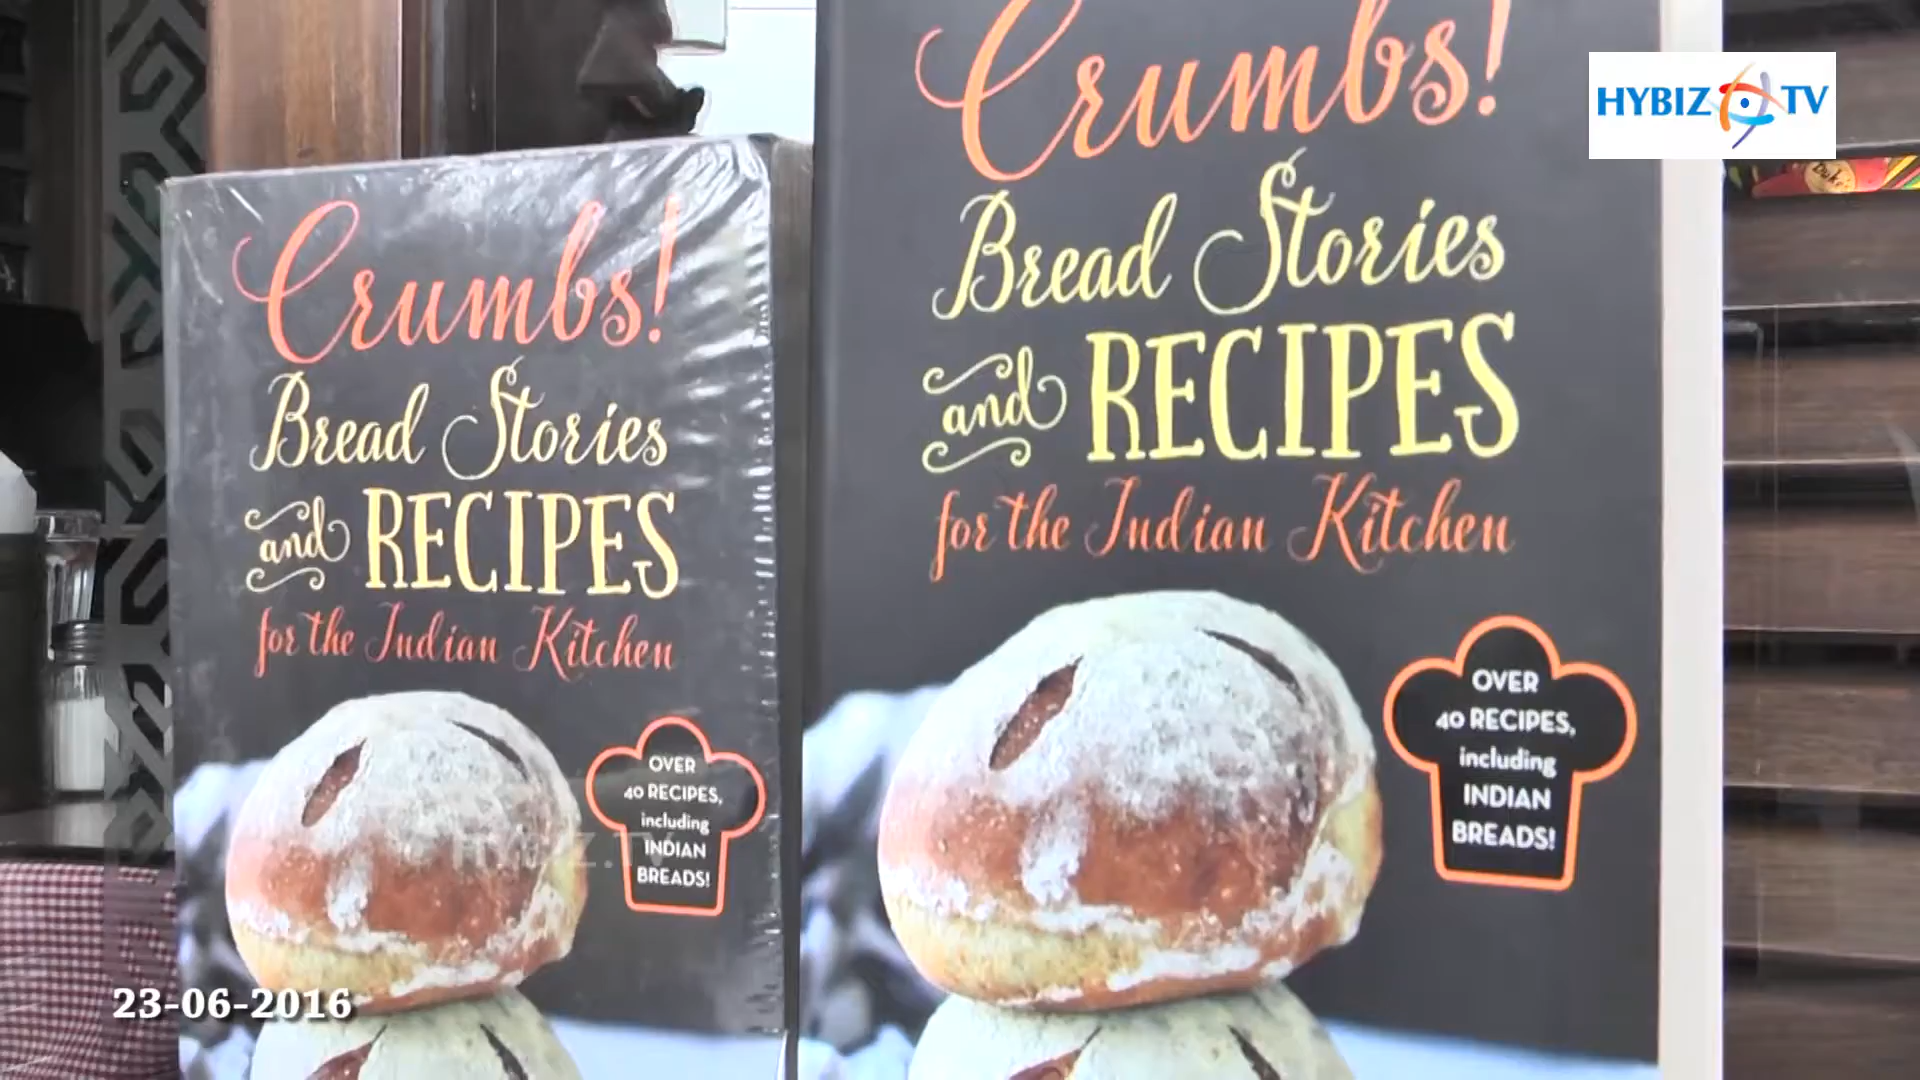 Crumbs!
Bread Stories
and RECIPES
for the Indian Kitchen
OVER
40 RECIPES,
including
INDIAN
BREADS!
Crumbs!
Bread Stories
and RECIPES
for the Indian Kitchen
OVER
40 RECIPES,
including
INDIAN
BREADS!
HYBIZ TV
Duke's
23-06-2016